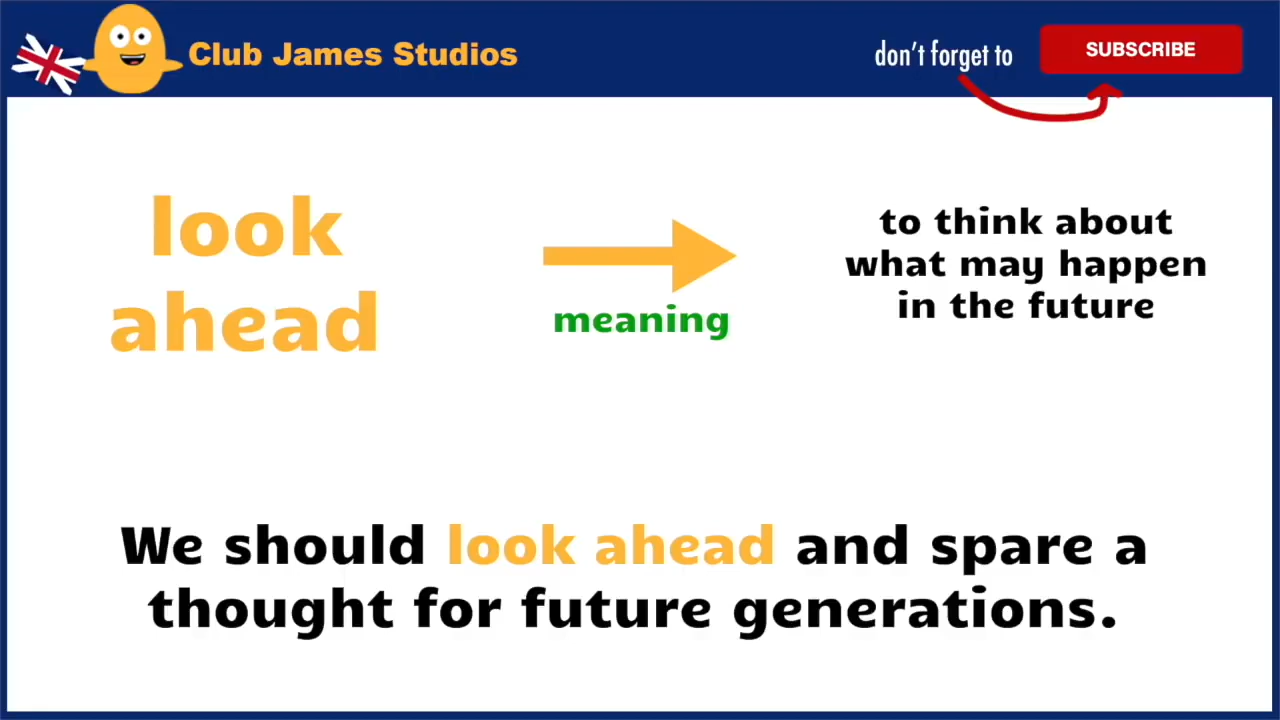 Club James Studios
don't forget to
SUBSCRIBE
look
ahead
meaning
to think about
what may happen
in the future
We should look ahead and spare a
thought for future generations.